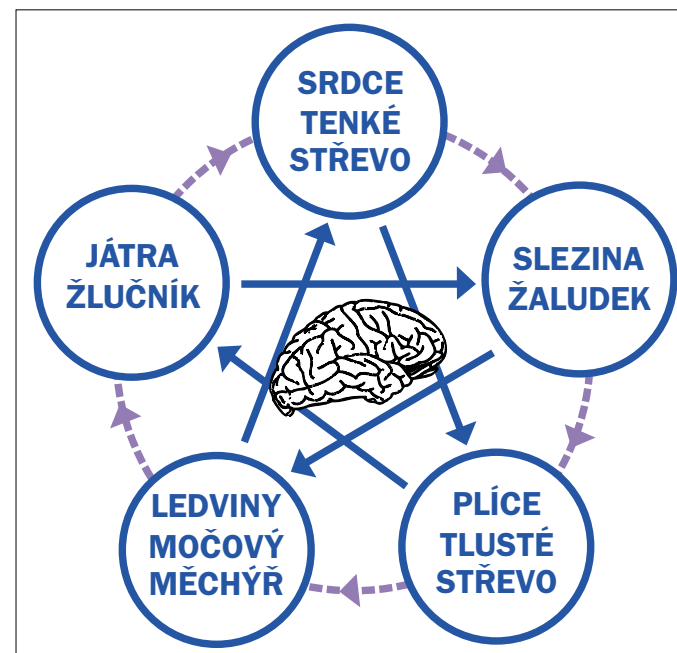 SRDCE
TENKÉ
STŘEVO
JÁTRA
ŽLUČNÍK
SLEZINA
ŽALUDEK
LEDVINY
MOČOVÝ
MĚCHÝŘ
PLÍCE
TLUSTÉ
STŘEVO